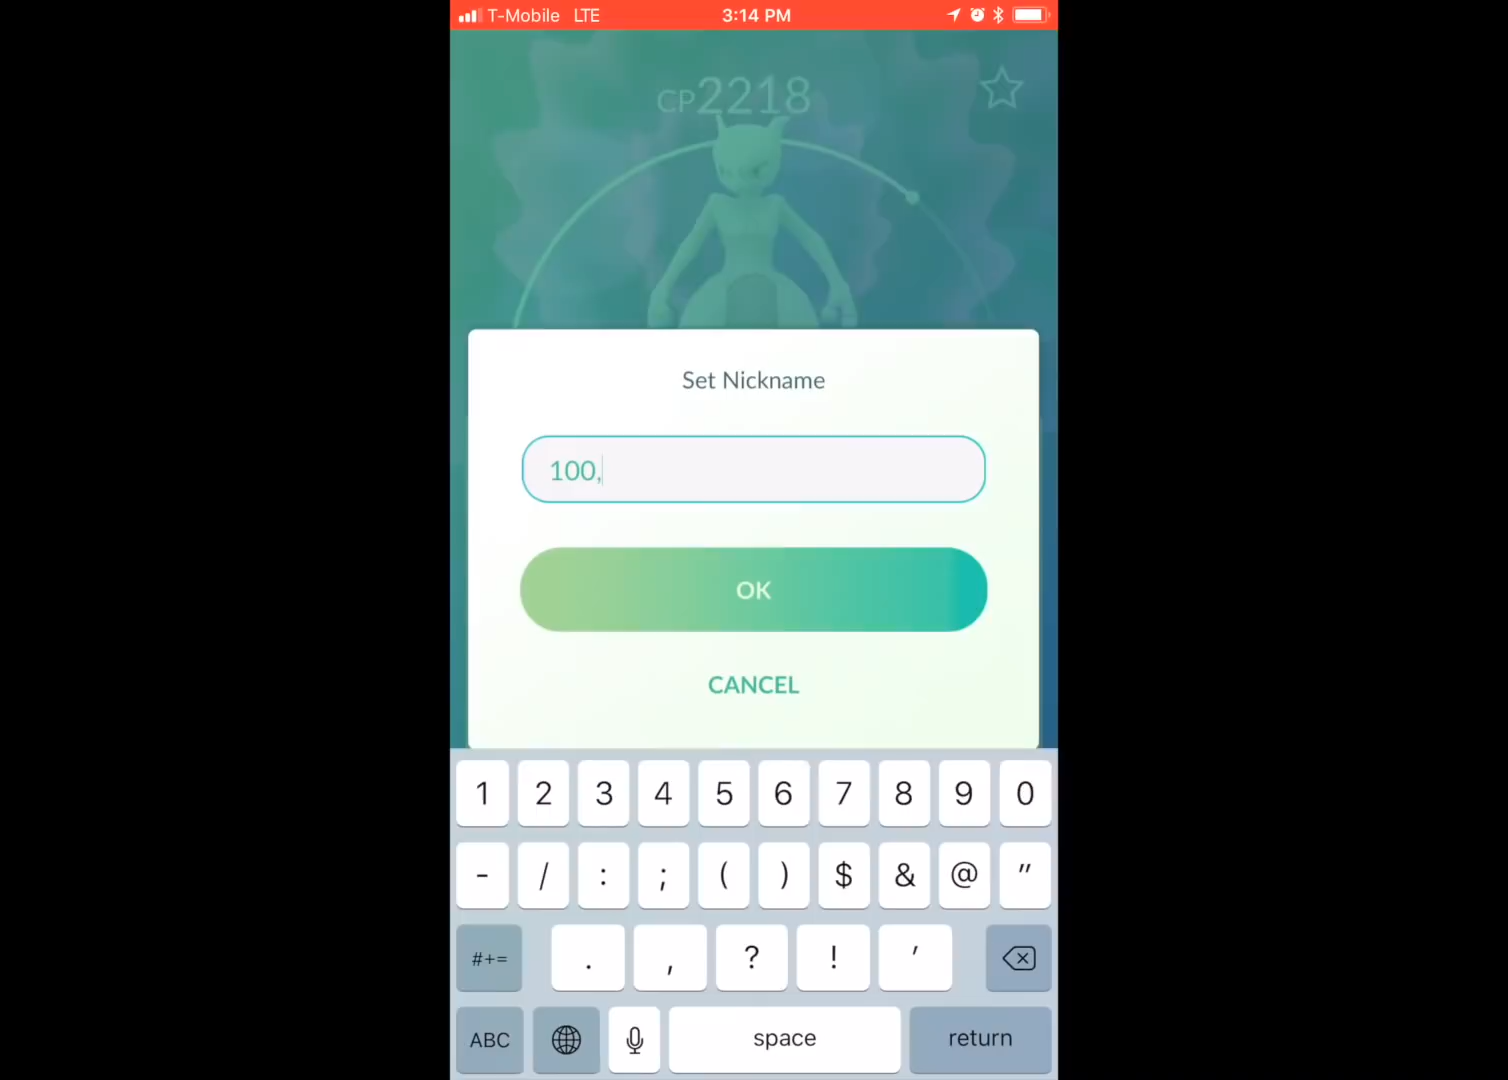 T-Mobile LTE 3:14 PM
CP2218
Set Nickname
100,
OK
CANCEL
1 2 3 4 5 6 7 8 9 0
- / : ; ( ) $ & @ "
#+= . , ? ! '
ABC space return